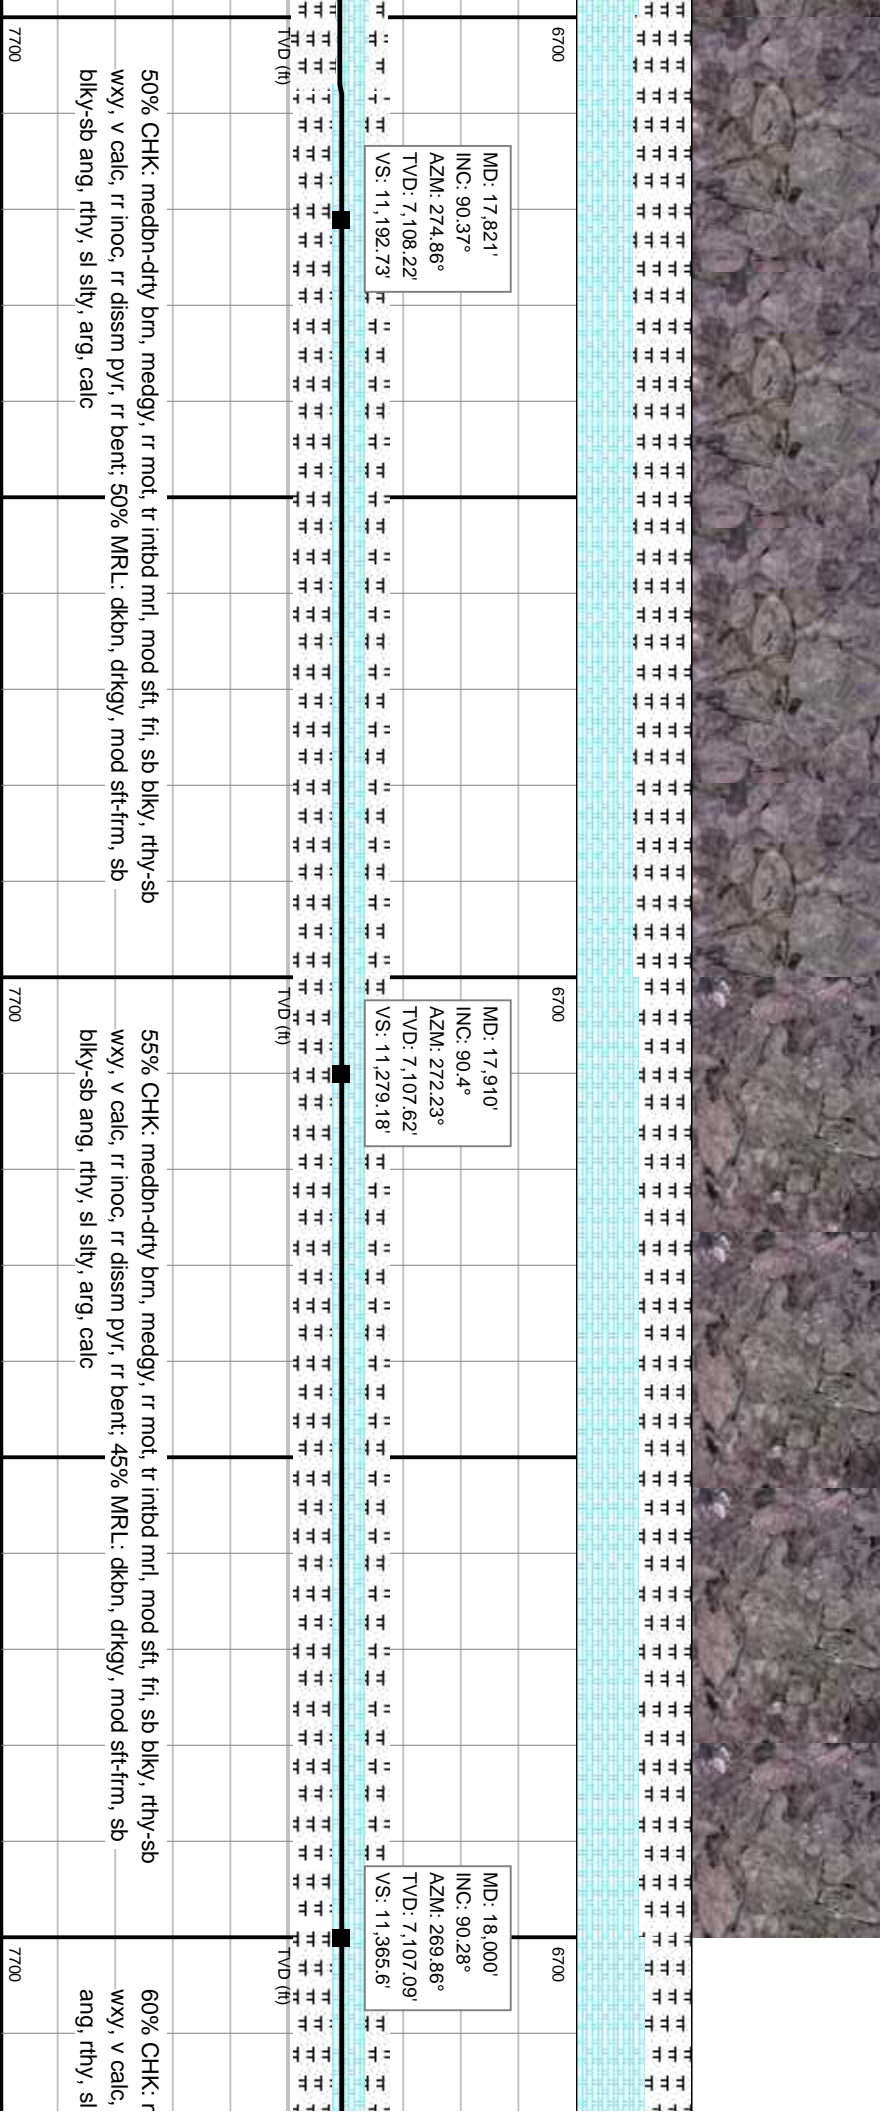 6700
TVD (ft)
7700
MD: 17,821'
INC: 90.37°
AZM: 274.86°
TVD: 7,108.22'
VS: 11,192.73'
50% CHK: medbn-drty brn, medgy, rr mot, tr intbd mrl, mod sft, fri, sb blky, rthy-sb
wxy, v calc, rr inoc, rr dissm pyr, rr bent; 50% MRL: dkbn, drkgy, mod sft-frm, sb
blky-sb ang, rthy, sl slty, arg, calc
6700
TVD (ft)
7700
MD: 17,910'
INC: 90.4°
AZM: 272.23°
TVD: 7,107.62'
VS: 11,279.18'
55% CHK: medbn-drty brn, medgy, rr mot, tr intbd mrl, mod sft, fri, sb blky, rthy-sb
wxy, v calc, rr inoc, rr dissm pyr, rr bent; 45% MRL: dkbn, drkgy, mod sft-frm, sb
blky-sb ang, rthy, sl slty, arg, calc
MD: 18,000'
INC: 90.28°
AZM: 269.86°
TVD: 7,107.09'
VS: 11,365.6'
6700
TVD (ft)
7700
60% CHK:
wxy, v calc,
ang, rthy, sl